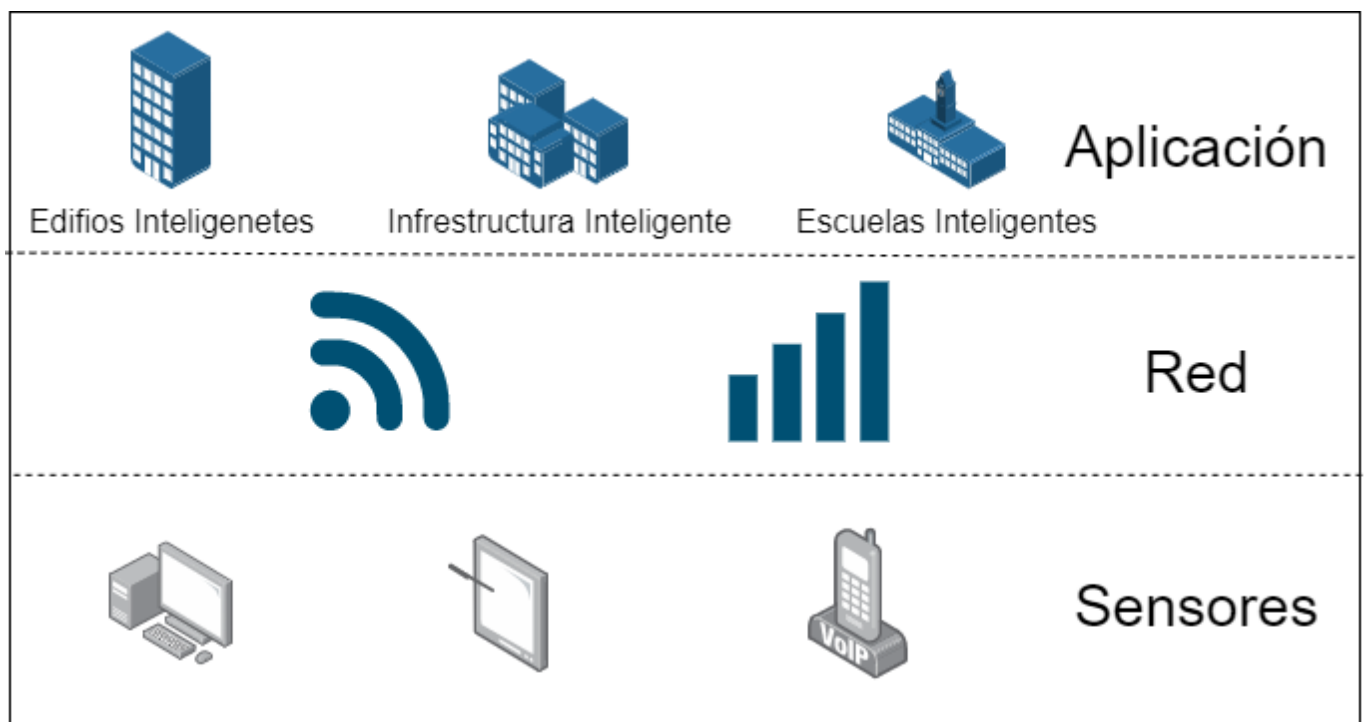 Aplicación
Edifios Inteligenetes
Infrestructura Inteligente
Escuelas Inteligentes
Red
Sensores
VoIP